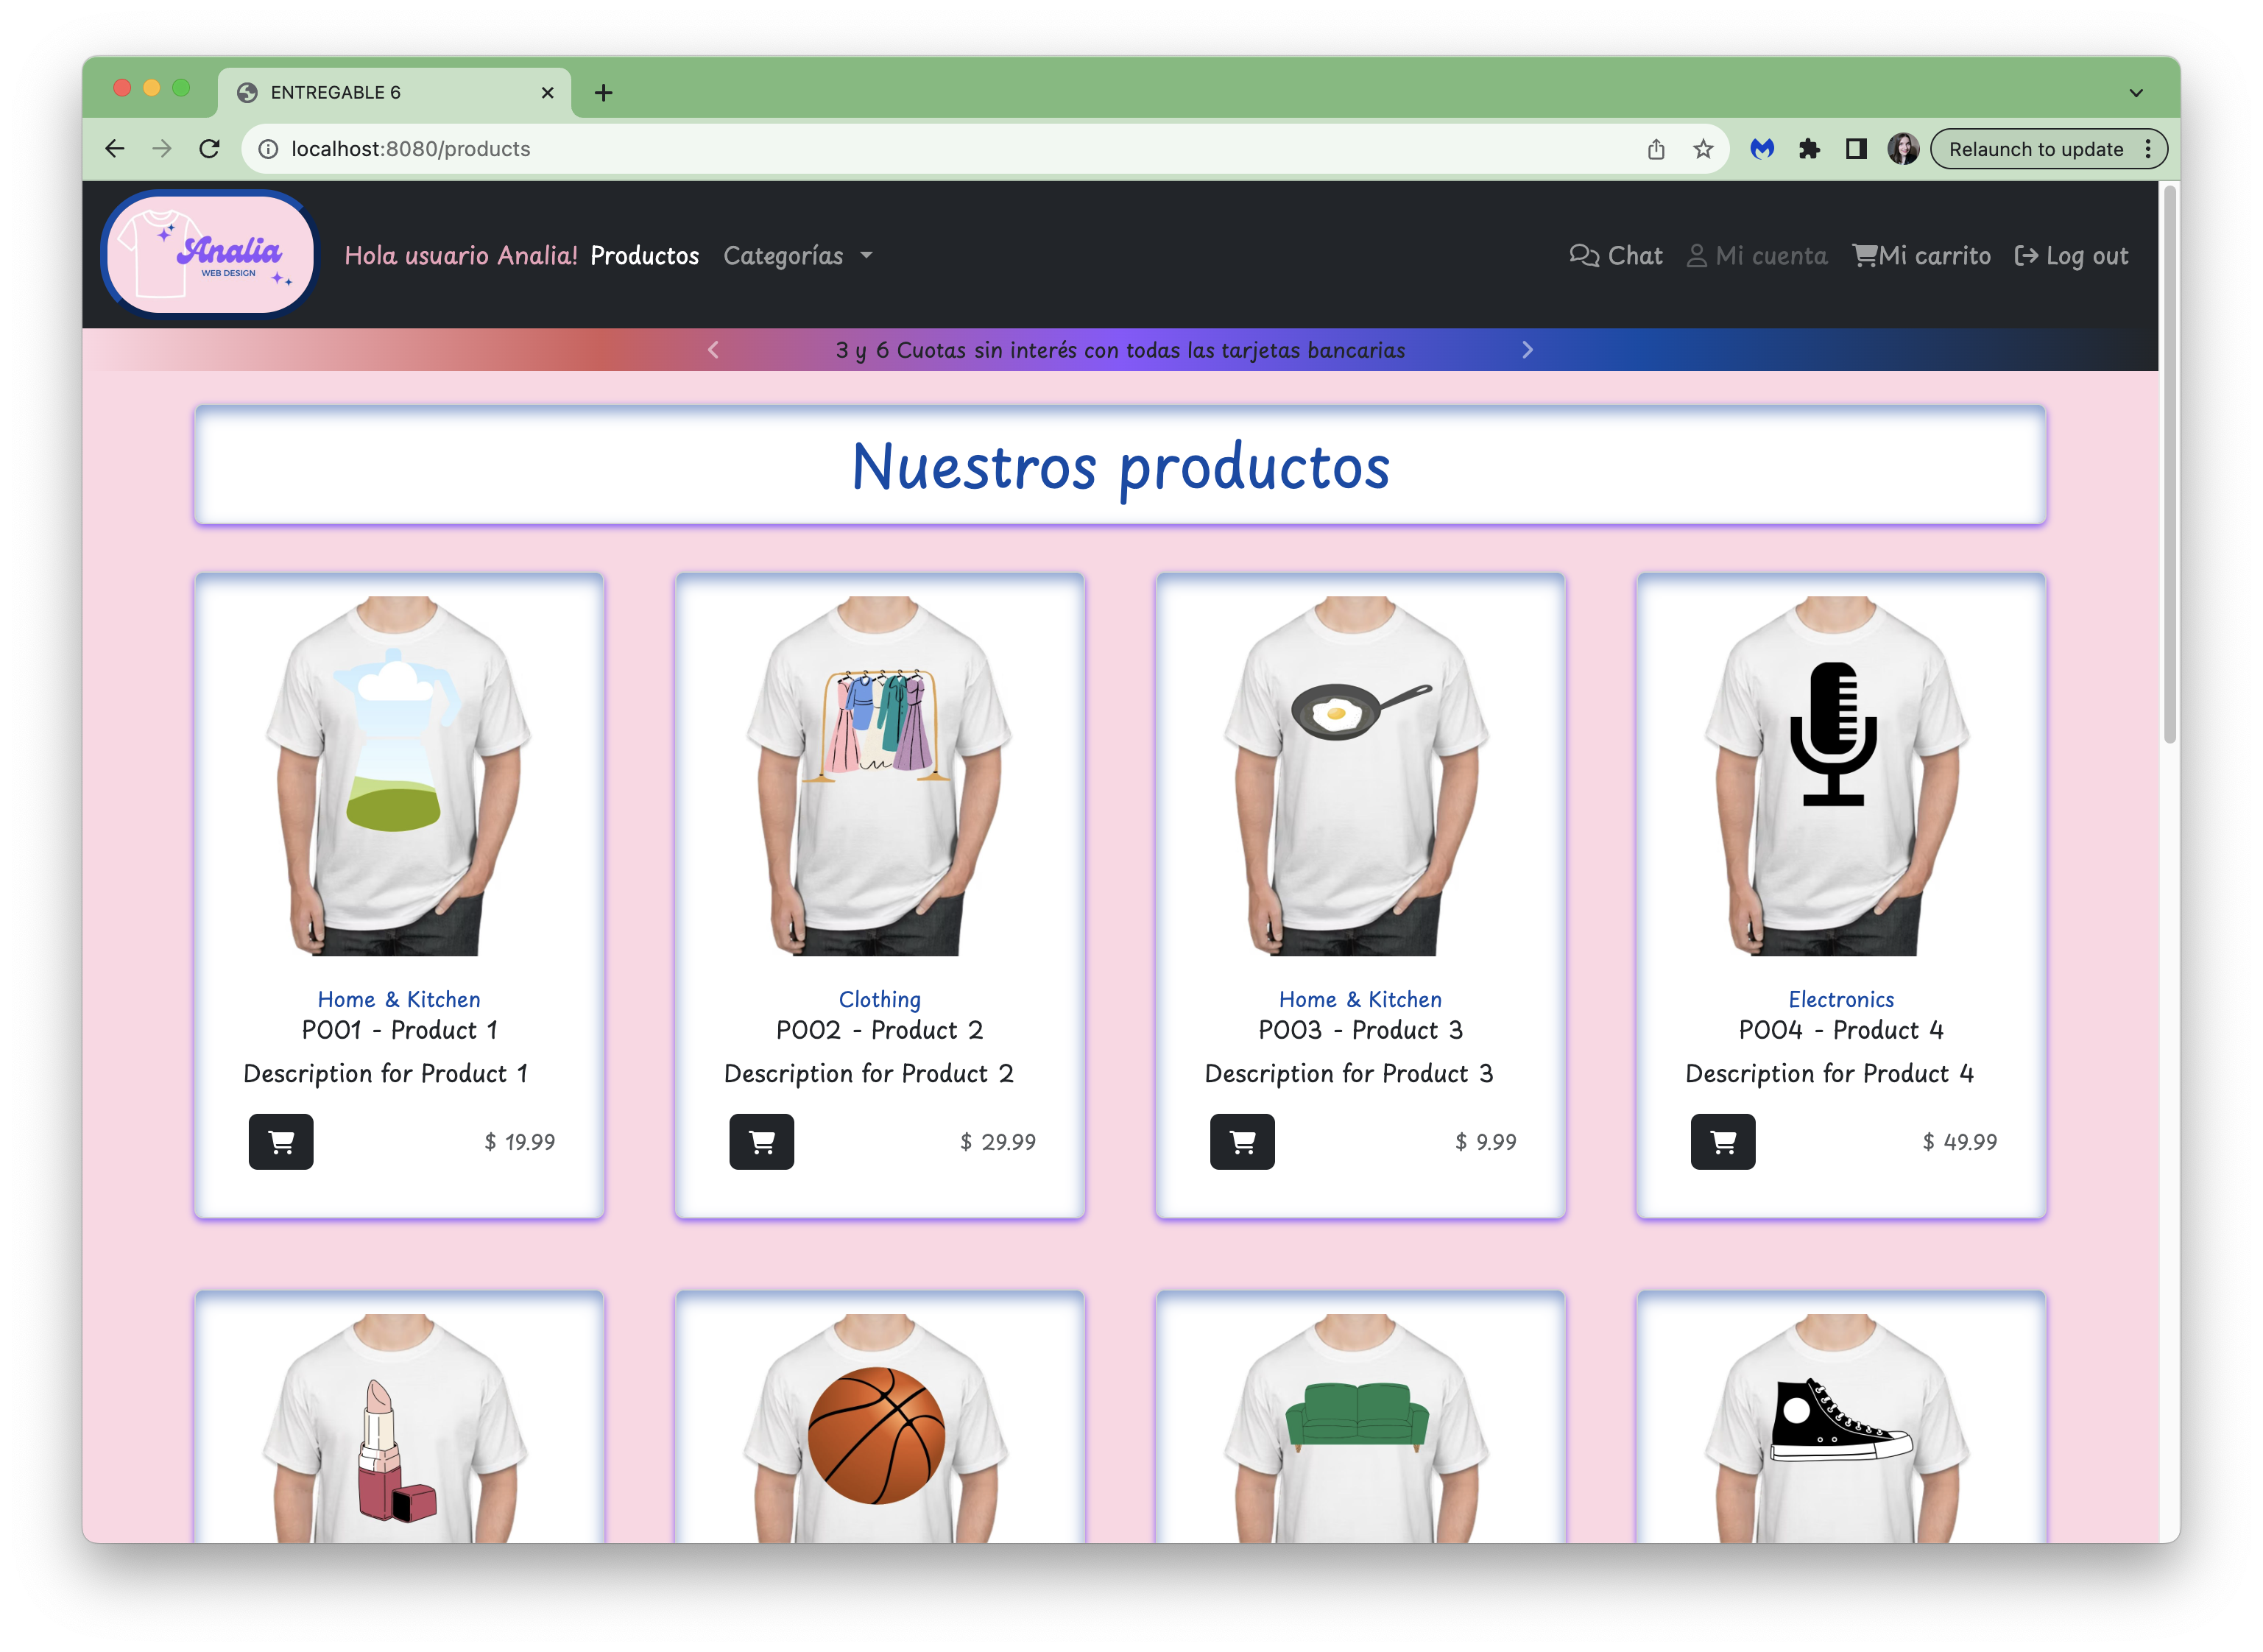 ENTREGABLE 6
localhost:8080/products
Relaunch to update
Analia
WEB DESIGN
Hola usuario Analia! Productos Categorías
Chat Mi cuenta Mi carrito Log out
3 y 6 Cuotas sin interés con todas las tarjetas bancarias
Nuestros productos
Home & Kitchen
P001 - Product 1
Description for Product 1
$ 19.99
Clothing
P002 - Product 2
Description for Product 2
$ 29.99
Home & Kitchen
P003 - Product 3
Description for Product 3
$ 9.99
Electronics
P004 - Product 4
Description for Product 4
$ 49.99